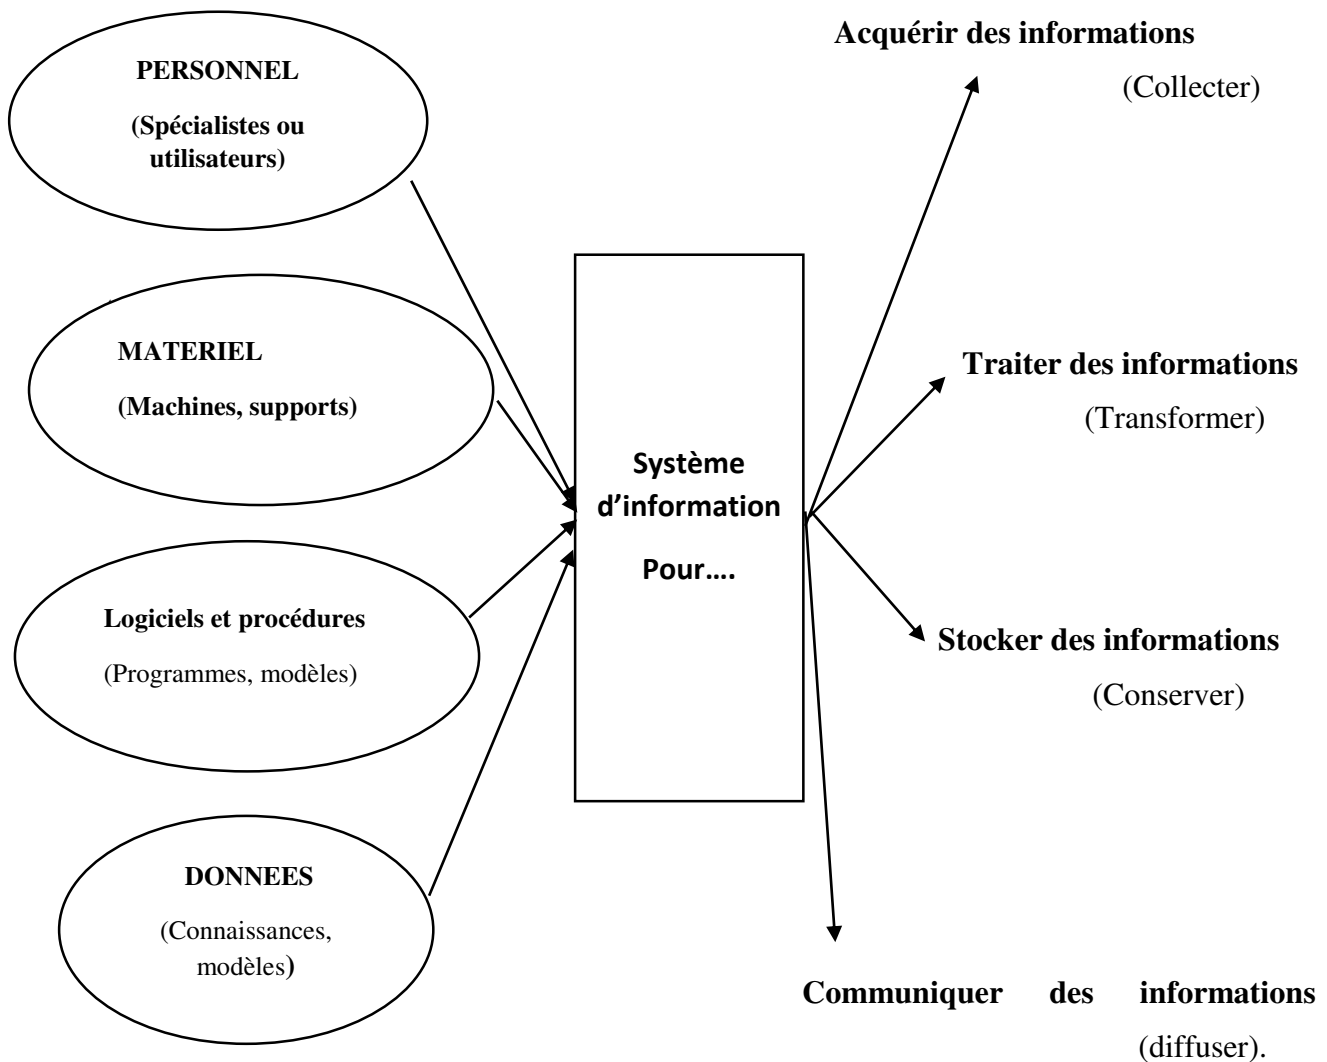 PERSONNEL
(Spécialistes ou
utilisateurs)
MATERIEL
(Machines, supports)
Logiciels et procédures
(Programmes, modèles)
DONNEES
(Connaissances,
modèles)
Système
d’information
Pour....
Acquérir des informations
(Collecter)
Traiter des informations
(Transformer)
Stocker des informations
(Conserver)
Communiquer des informations
(diffuser).